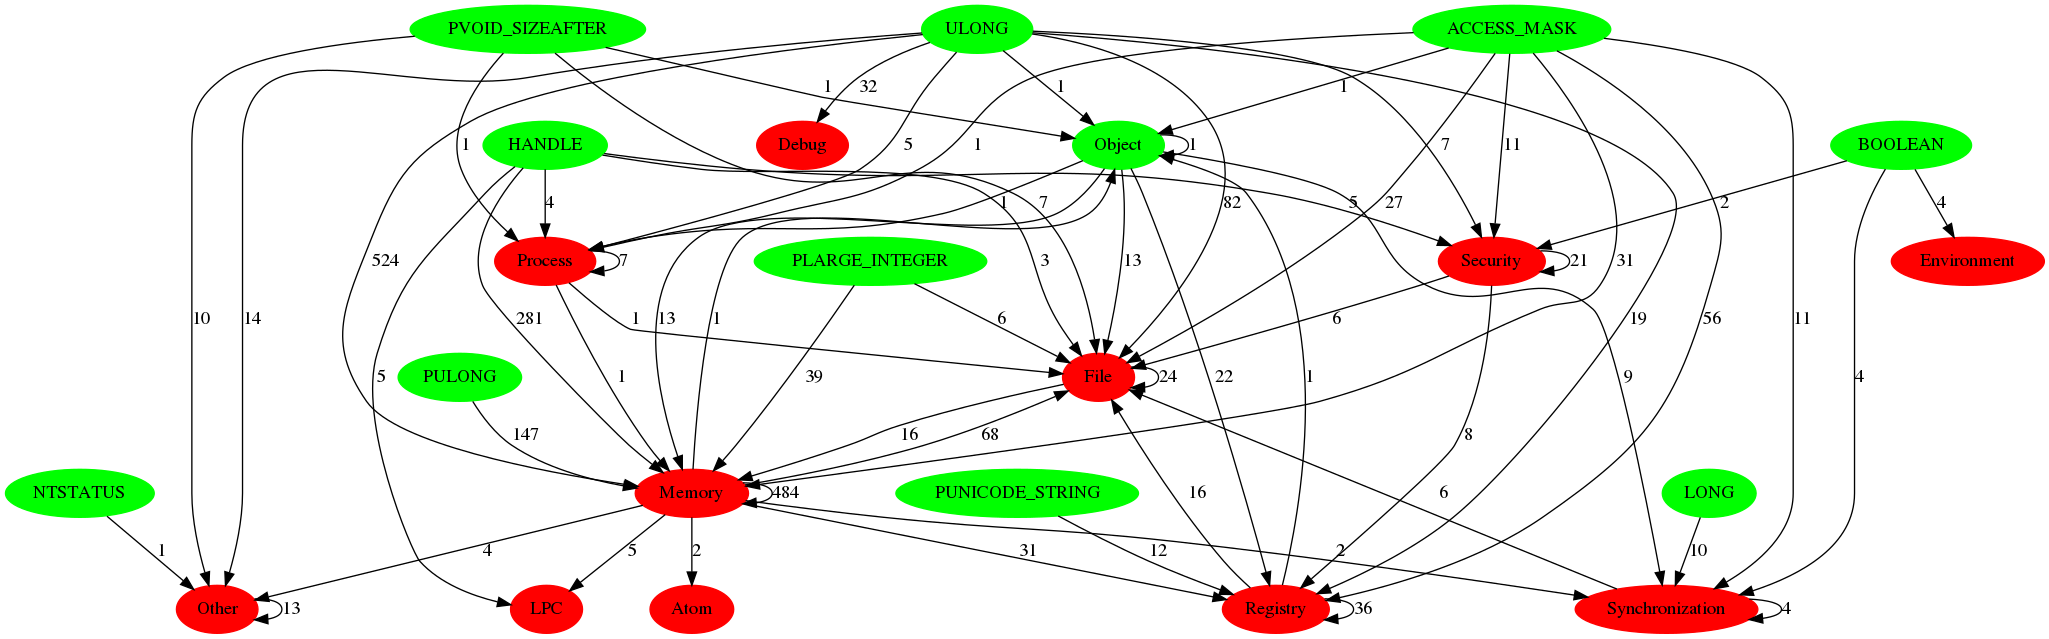 PVOID_SIZEAFTER
ULONG
ACCESS_MASK
1
32
1
1
HANDLE
Debug
Object
BOOLEAN
1
5
1
1
7
11
4
1
7
5
27
82
2
4
Process
PLARGE_INTEGER
Security
Environment
524
7
3
13
21
31
10
14
281
1
13
1
6
6
1
19
56
11
PULONG
File
5
1
39
24
22
9
4
147
16
68
8
NTSTATUS
Memory
PUNICODE_STRING
LONG
484
16
6
1
4
5
2
31
12
2
10
Other
LPC
Atom
Registry
Synchronization
13
36
4